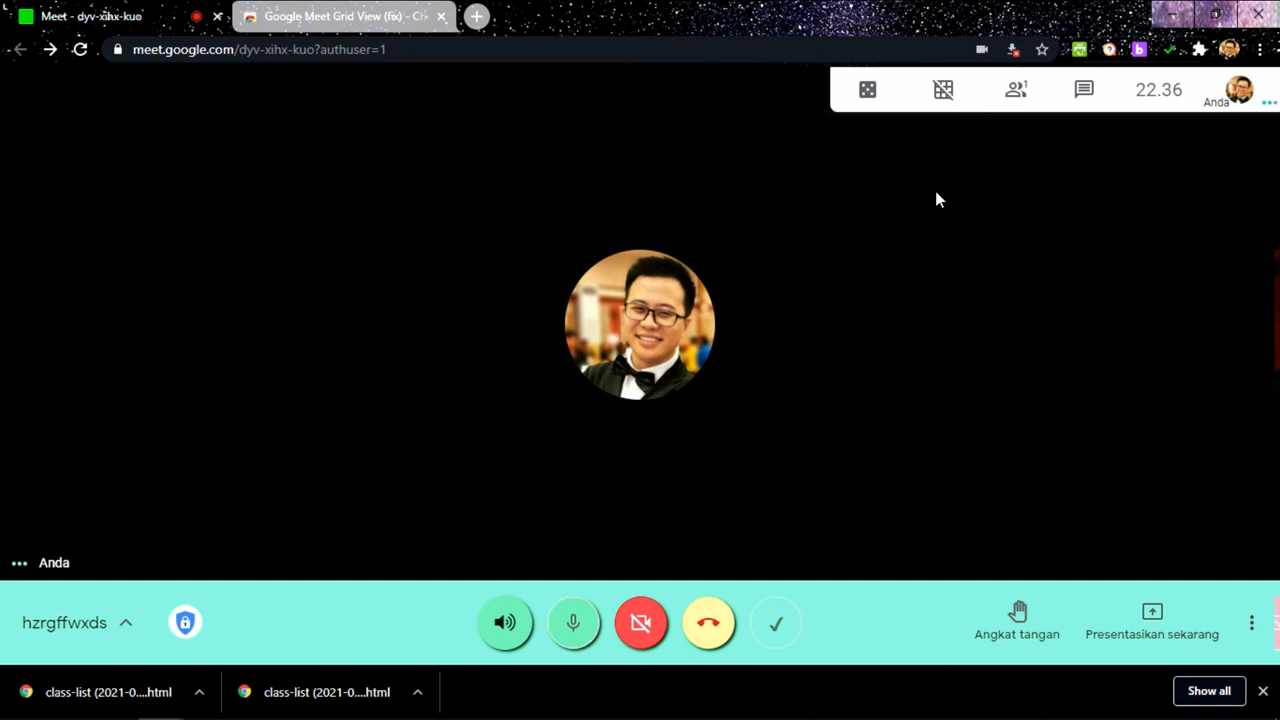 Meet - dyv-xihx-kuo
Google Meet Grid View (fix) - Ch
meet.google.com/dyv-xihx-kuo?authuser=1
1
22.36
Anda
Anda
hzrgffwxds
Angkat tangan
Presentasikan sekarang
class-list (2021-0....html
class-list (2021-0....html
Show all